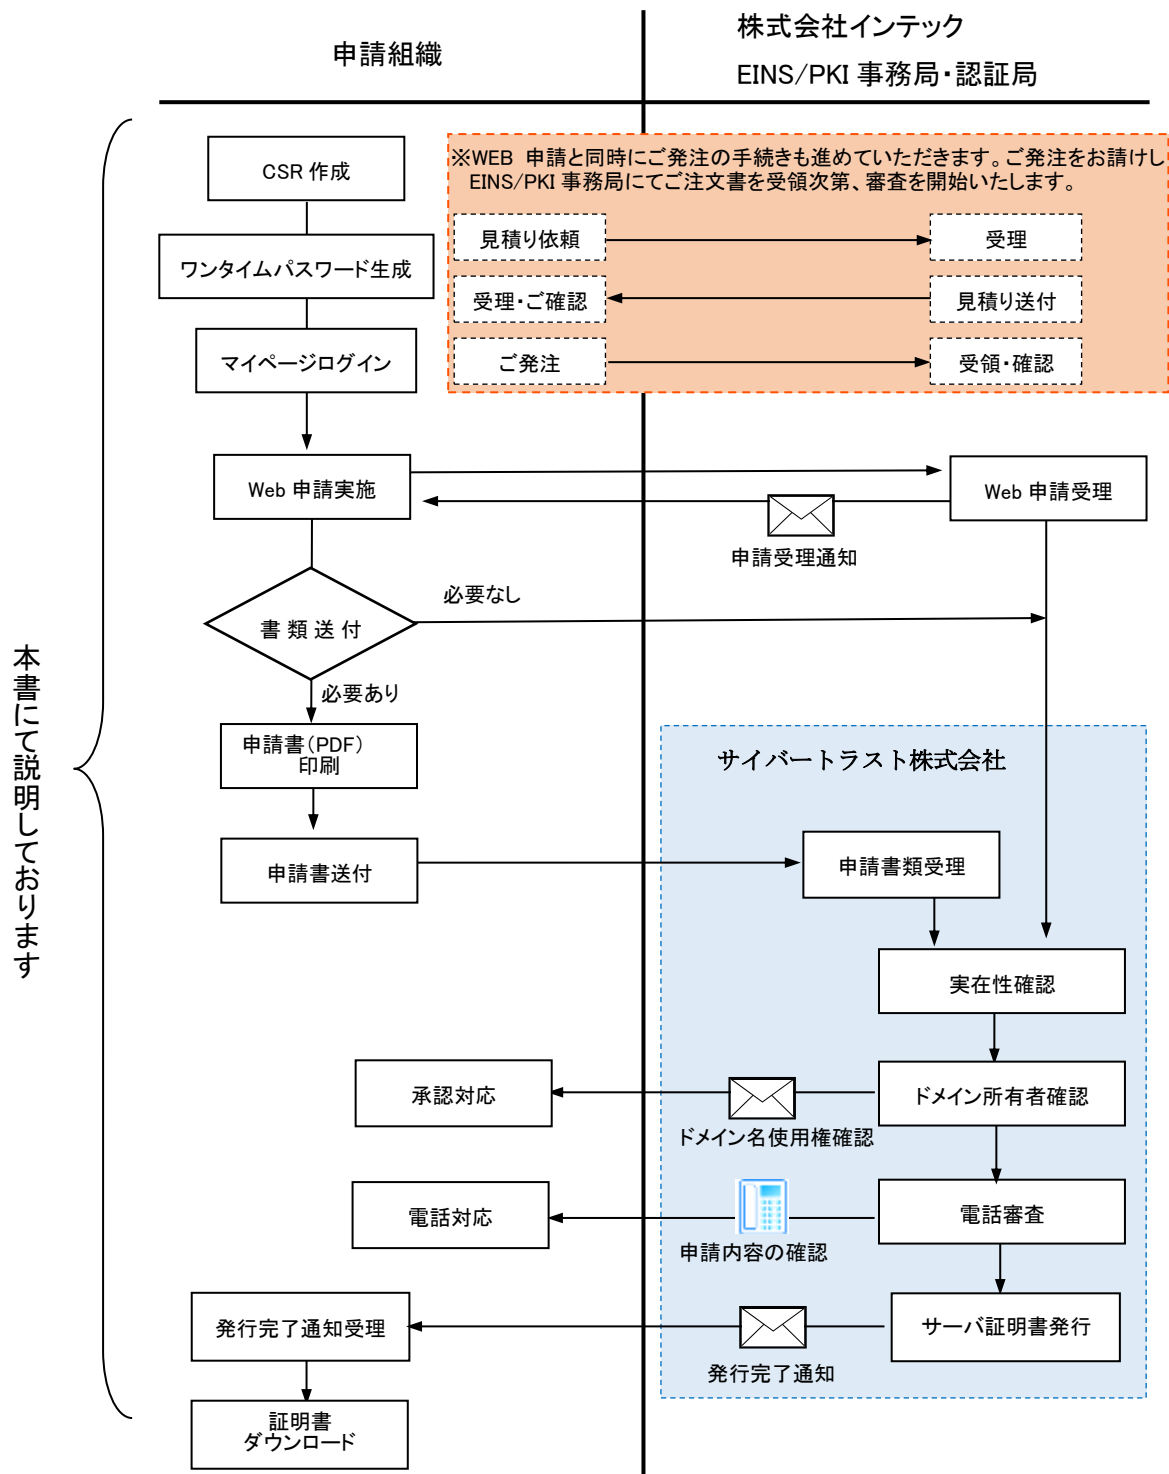 申請組織
株式会社インテック
EINS/PKI 事務局・認証局
CSR 作成
※WEB 申請と同時にご発注の手続きも進めていただきます。ご発注をお請けし
EINS/PKI 事務局にてご注文書を受領次第、審査を開始いたします。
見積り依頼
受理
ワンタイムパスワード生成
受理・ご確認
見積り送付
マイページログイン
ご発注
受領・確認
Web 申請実施
Web 申請受理
申請受理通知
必要なし
書類送付
必要あり
本書にて説明しております
申請書(PDF)
印刷
サイバートラスト株式会社
申請書送付
申請書類受理
実在性確認
承認対応
ドメイン所有者確認
ドメイン名使用権確認
電話対応
電話審査
申請内容の確認
発行完了通知受理
サーバ証明書発行
発行完了通知
証明書
ダウンロード